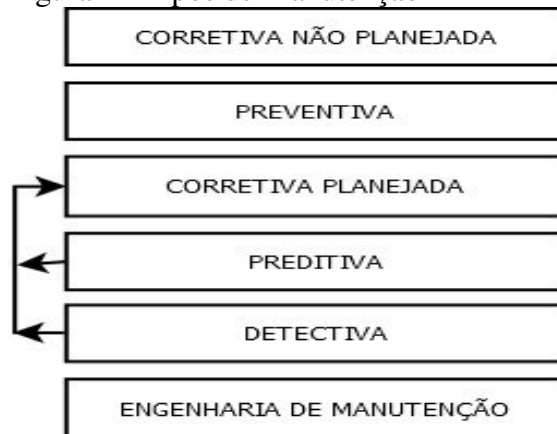 CORRETIVA NÃO PLANEJADA
PREVENTIVA
CORRETIVA PLANEJADA
PREDITIVA
DETECTIVA
ENGENHARIA DE MANUTENÇÃO